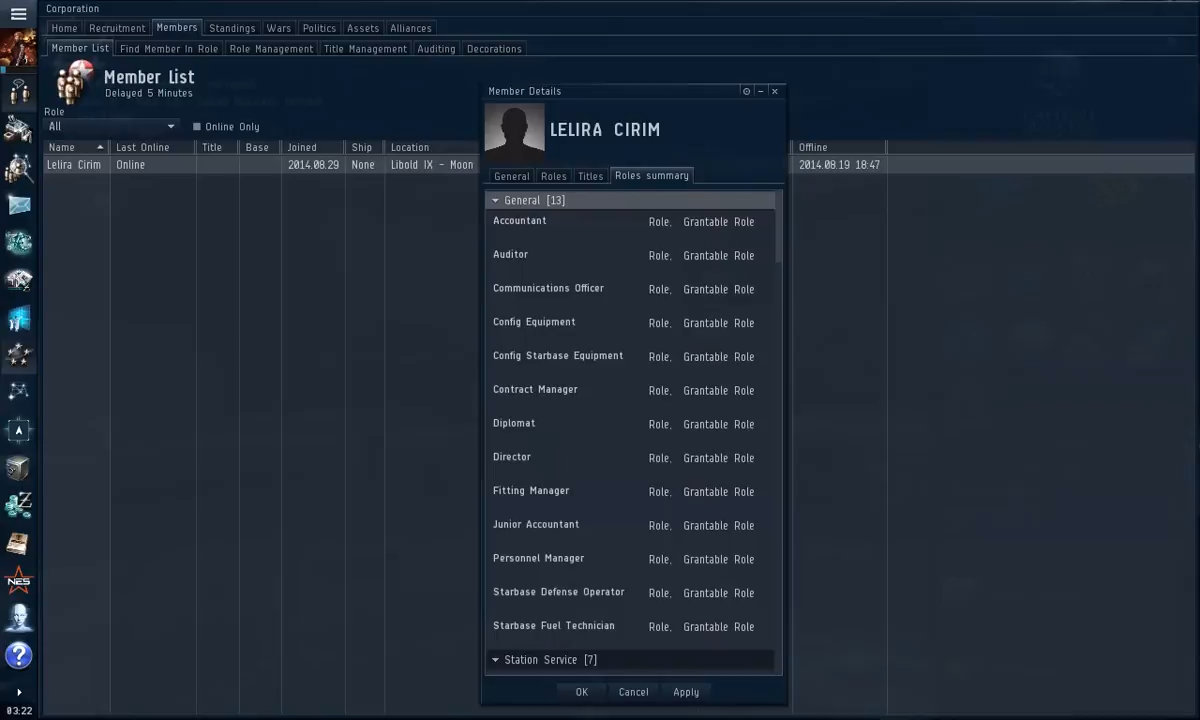 Corporation
Home Recruitment Members Standings Wars Politics Assets Alliances
Member List Find Member In Role Role Management Title Management Auditing Decorations
Member List
Delayed 5 Minutes
Role
All Online Only
Name Last Online Title Base Joined Ship Location Offline
Lelira Cirim Online 2014.08.29 None Libold IX - Moon 2014.08.19 18:47
Member Details
LELIRA CIRIM
General Roles Titles Roles summary
General [13]
Accountant Role, Grantable Role
Auditor Role, Grantable Role
Communications Officer Role, Grantable Role
Config Equipment Role, Grantable Role
Config Starbase Equipment Role, Grantable Role
Contract Manager Role, Grantable Role
Diplomat Role, Grantable Role
Director Role, Grantable Role
Fitting Manager Role, Grantable Role
Junior Accountant Role, Grantable Role
Personnel Manager Role, Grantable Role
Starbase Defense Operator Role, Grantable Role
Starbase Fuel Technician Role, Grantable Role
Station Service [7]
OK Cancel Apply
Z
NES
?
03:22